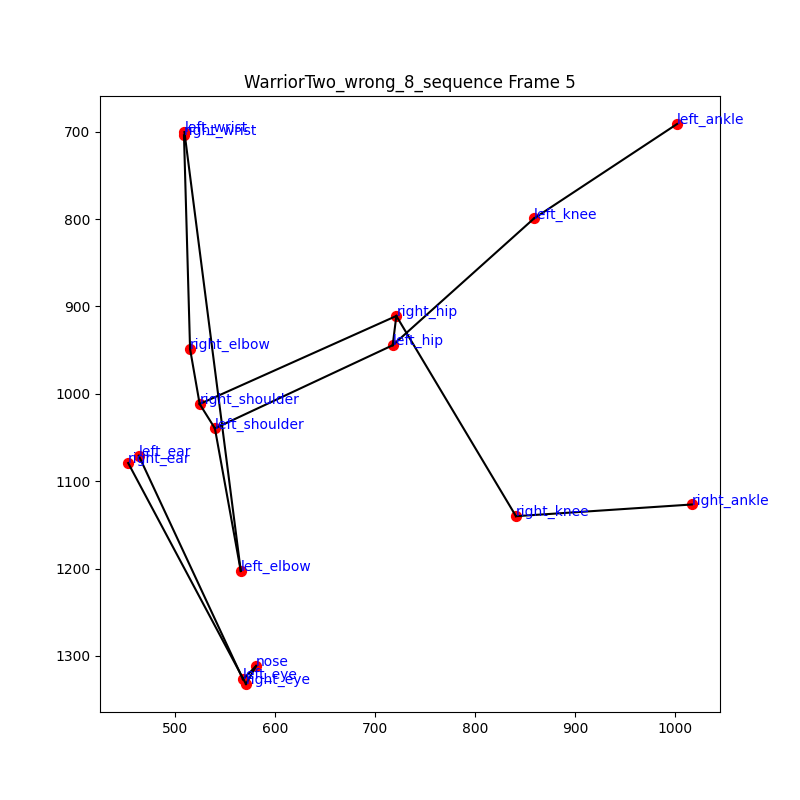 WarriorTwo_wrong_8_sequence Frame 5
left_ankle
left_wrist
right_wrist
700
left_knee
800
right_hip
900
left_hip
right_elbow
1000
right_shoulder
left_shoulder
left_ear
right_ear
1100
right_ankle
right_knee
left_elbow
1200
nose
1300
left_eye
right_eye
500 600 700 800 900 1000